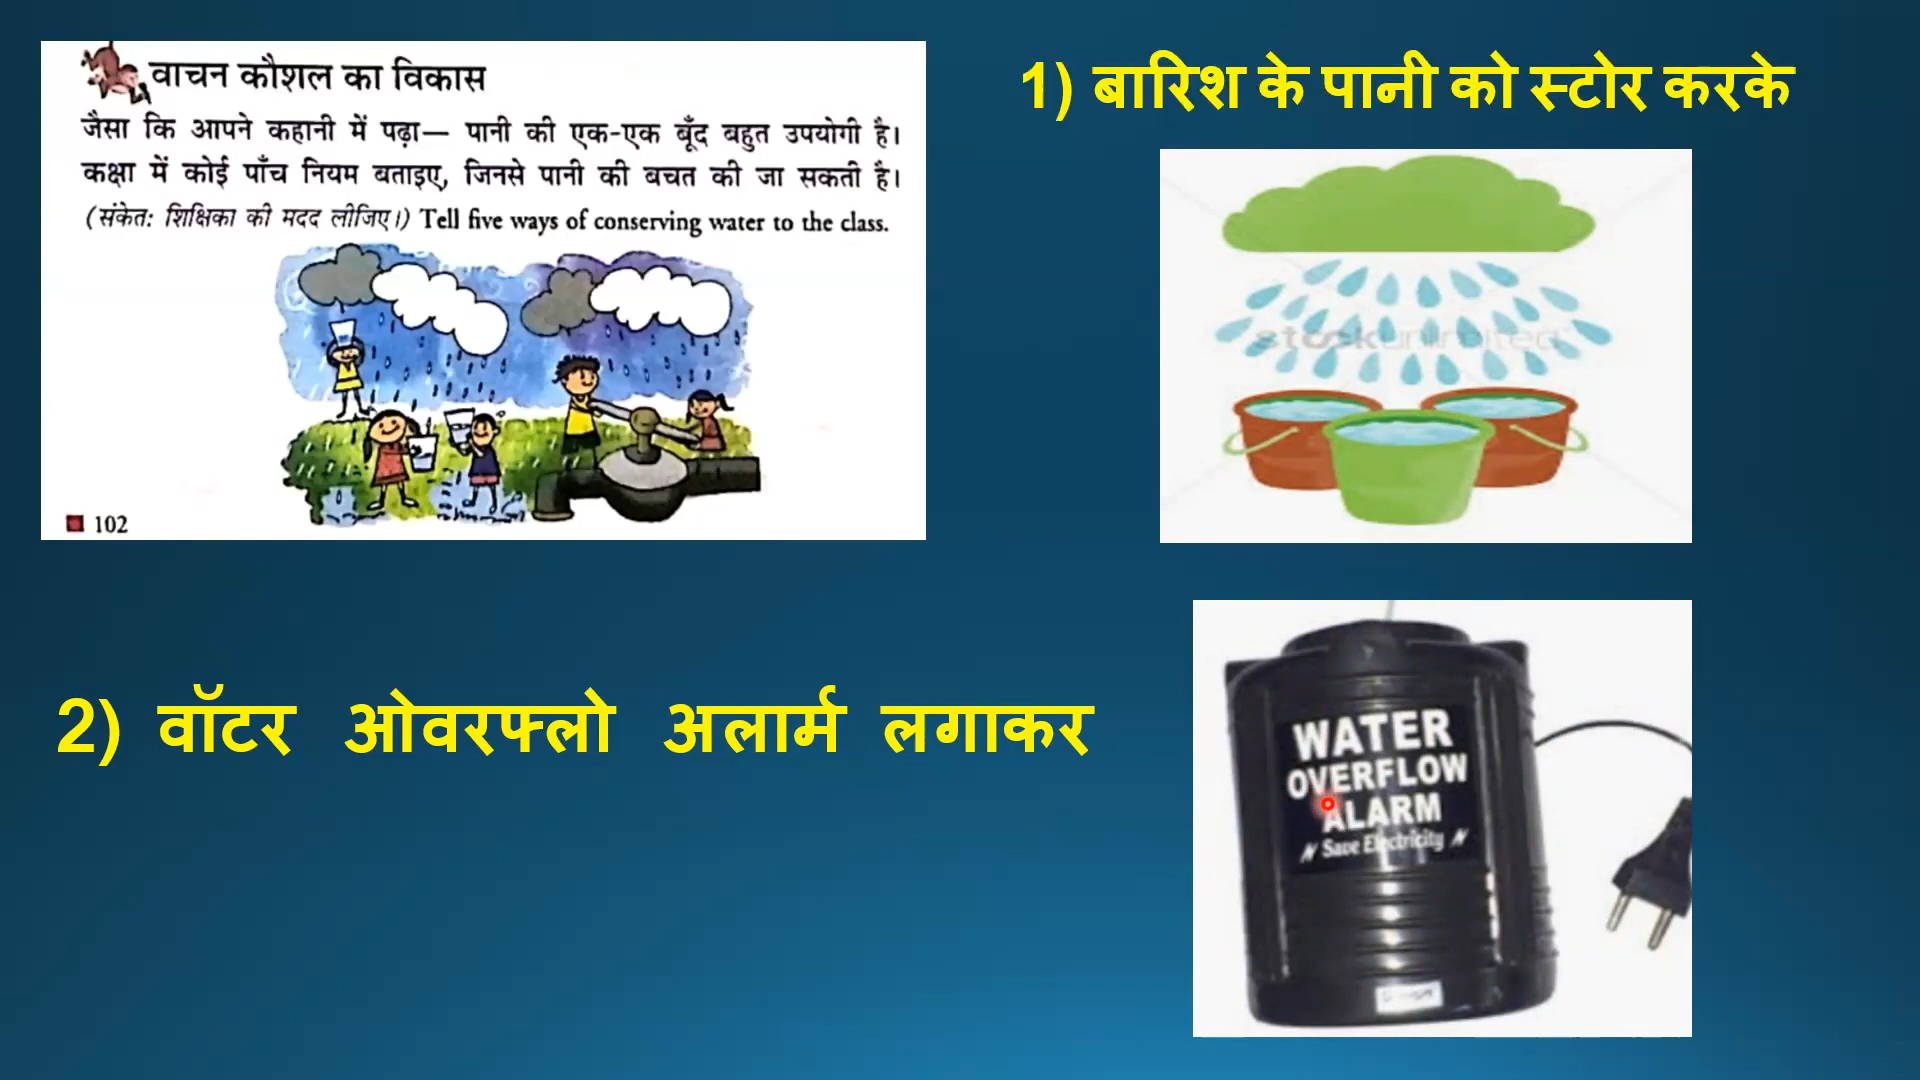 वाचन कौशल का विकास
जैसा कि आपने कहानी में पढ़ा— पानी की एक-एक बूँद बहुत उपयोगी है।
कक्षा में कोई पाँच नियम बताइए, जिनसे पानी की बचत की जा सकती है।
(संकेत: शिक्षिका की मदद लीजिए।) Tell five ways of conserving water to the class.
102
1) बारिश के पानी को स्टोर करके
stockunlimited
2) वॉटर ओवरफ्लो अलार्म लगाकर
WATER
OVERFLOW
ALARM
Save Electricity